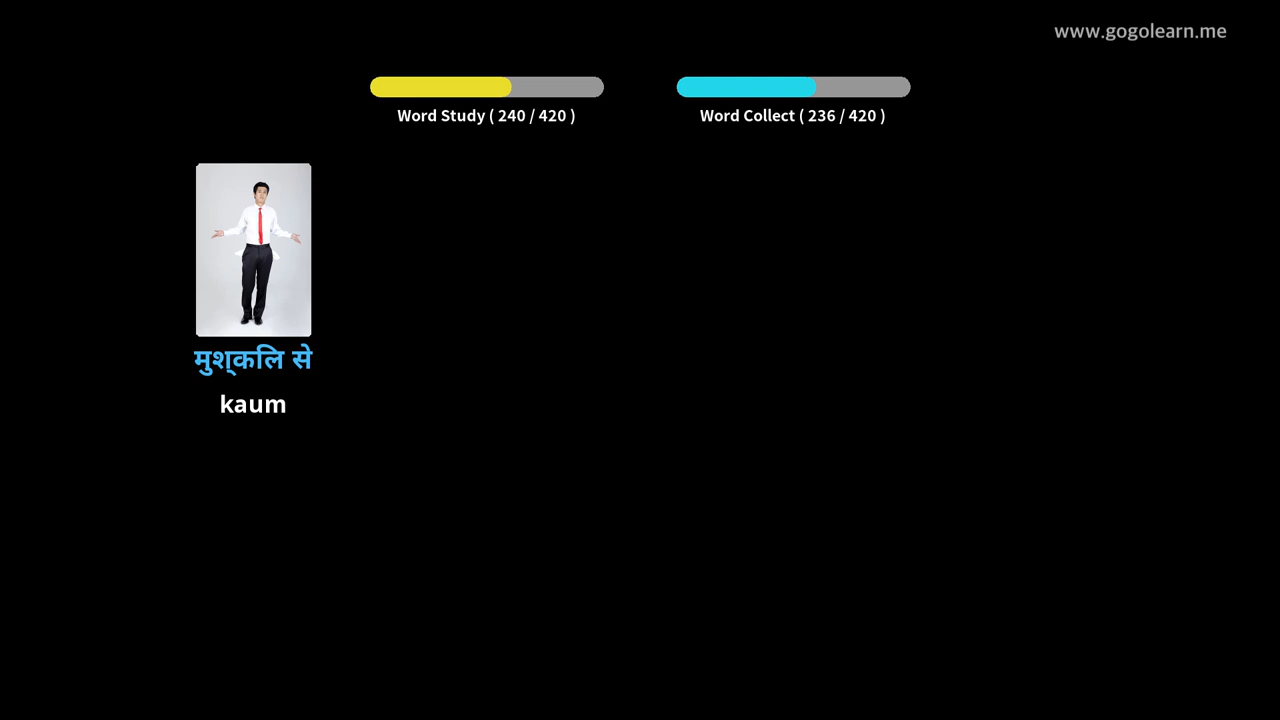 www.gogolearn.me
Word Study ( 240 / 420 )
Word Collect ( 236 / 420 )
मुश्कलि से
kaum